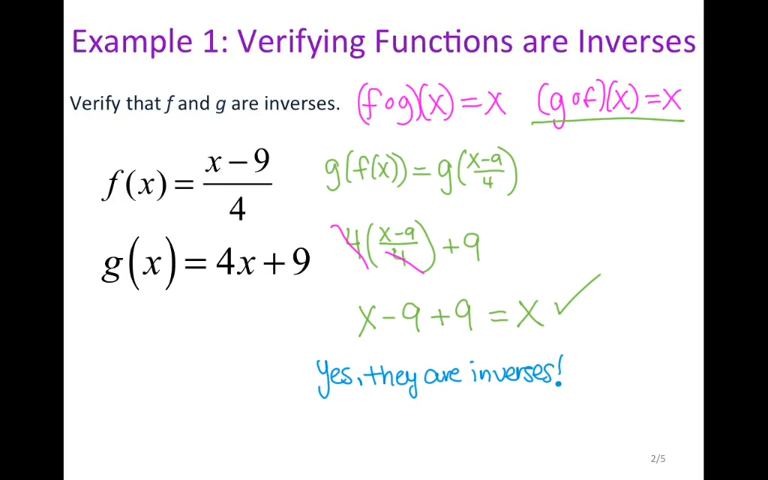 Example 1: Verifying Functions are Inverses
Verify that f and g are inverses. (f∘g)(x)=x (g∘f)(x)=x
f(x) = (x − 9)/4
g(f(x)) = g((x-9)/4)
g(x) = 4x + 9
4((x-9)/4) + 9
x - 9 + 9 = x ✓
Yes, they are inverses!
2/5